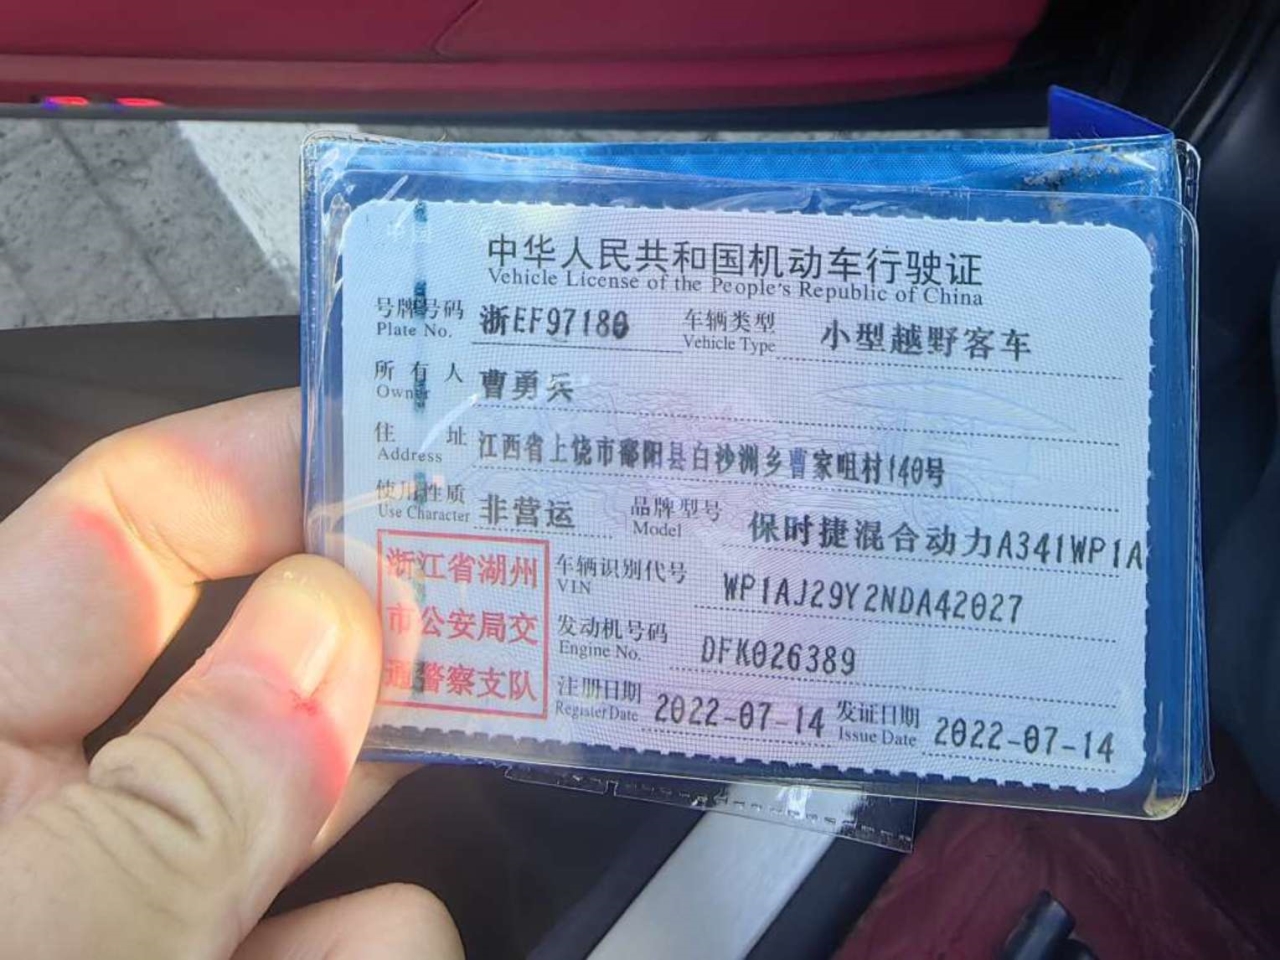 中华人民共和国机动车行驶证
Vehicle License of the People's Republic of China
号牌号码 浙EF97180 车辆类型 小型越野客车
Plate No. Vehicle Type
所有人 曹勇兵
Owner
住址 江西省上饶市鄱阳县白沙洲乡曹家咀村140号
Address
使用性质 非营运 品牌型号 保时捷混合动力A341WP1A
Use Character Model
浙江省湖州
市公安局交
通警察支队
车辆识别代号 WP1AJ29Y2NDA42027
VIN
发动机号码 DFK026389
Engine No.
注册日期 2022-07-14 发证日期 2022-07-14
Register Date Issue Date